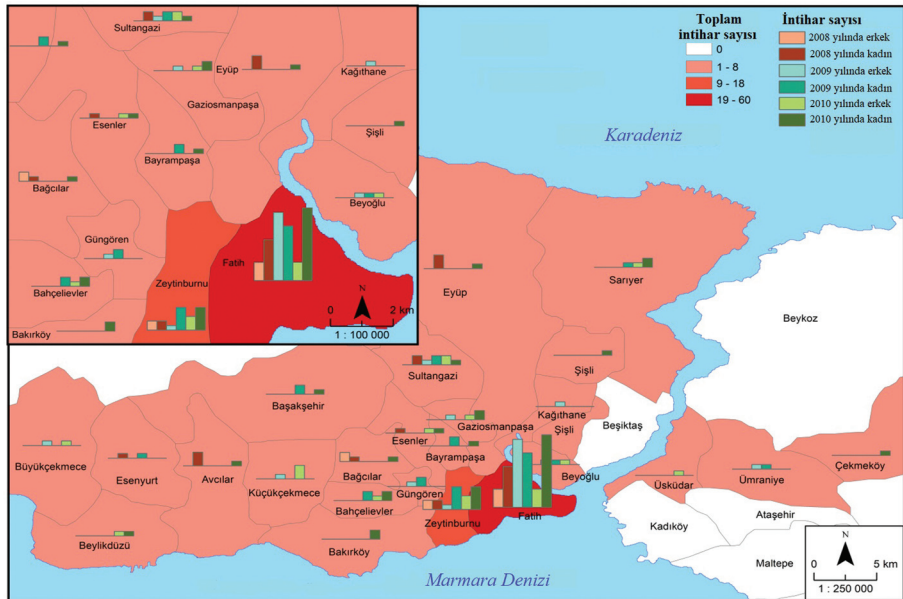 Sultangazi
Eyüp
Kağıthane
Gaziosmanpaşa
Esenler
Şişli
Bayrampaşa
Bağcılar
Beyoğlu
Güngören
Fatih
Zeytinburnu
Bahçelievler
Bakırköy
N
0 2 km
1 : 100 000
Toplam
intihar sayısı
0
1 - 8
9 - 18
19 - 60
İntihar sayısı
2008 yılında erkek
2008 yılında kadın
2009 yılında erkek
2009 yılında kadın
2010 yılında erkek
2010 yılında kadın
Karadeniz
Eyüp
Sarıyer
Beykoz
Sultangazi
Şişli
Başakşehir
Kağıthane
Gaziosmanpaşa
Şişli
Beşiktaş
Esenler
Bayrampaşa
Büyükçekmece
Esenyurt
Avcılar
Küçükçekmece
Bağcılar
Güngören
Beyoğlu
Üsküdar
Ümraniye
Çekmeköy
Bahçelievler
Zeytinburnu
Fatih
Ataşehir
Kadıköy
Beylikdüzü
Bakırköy
Maltepe
Marmara Denizi
N
0 5 km
1 : 250 000